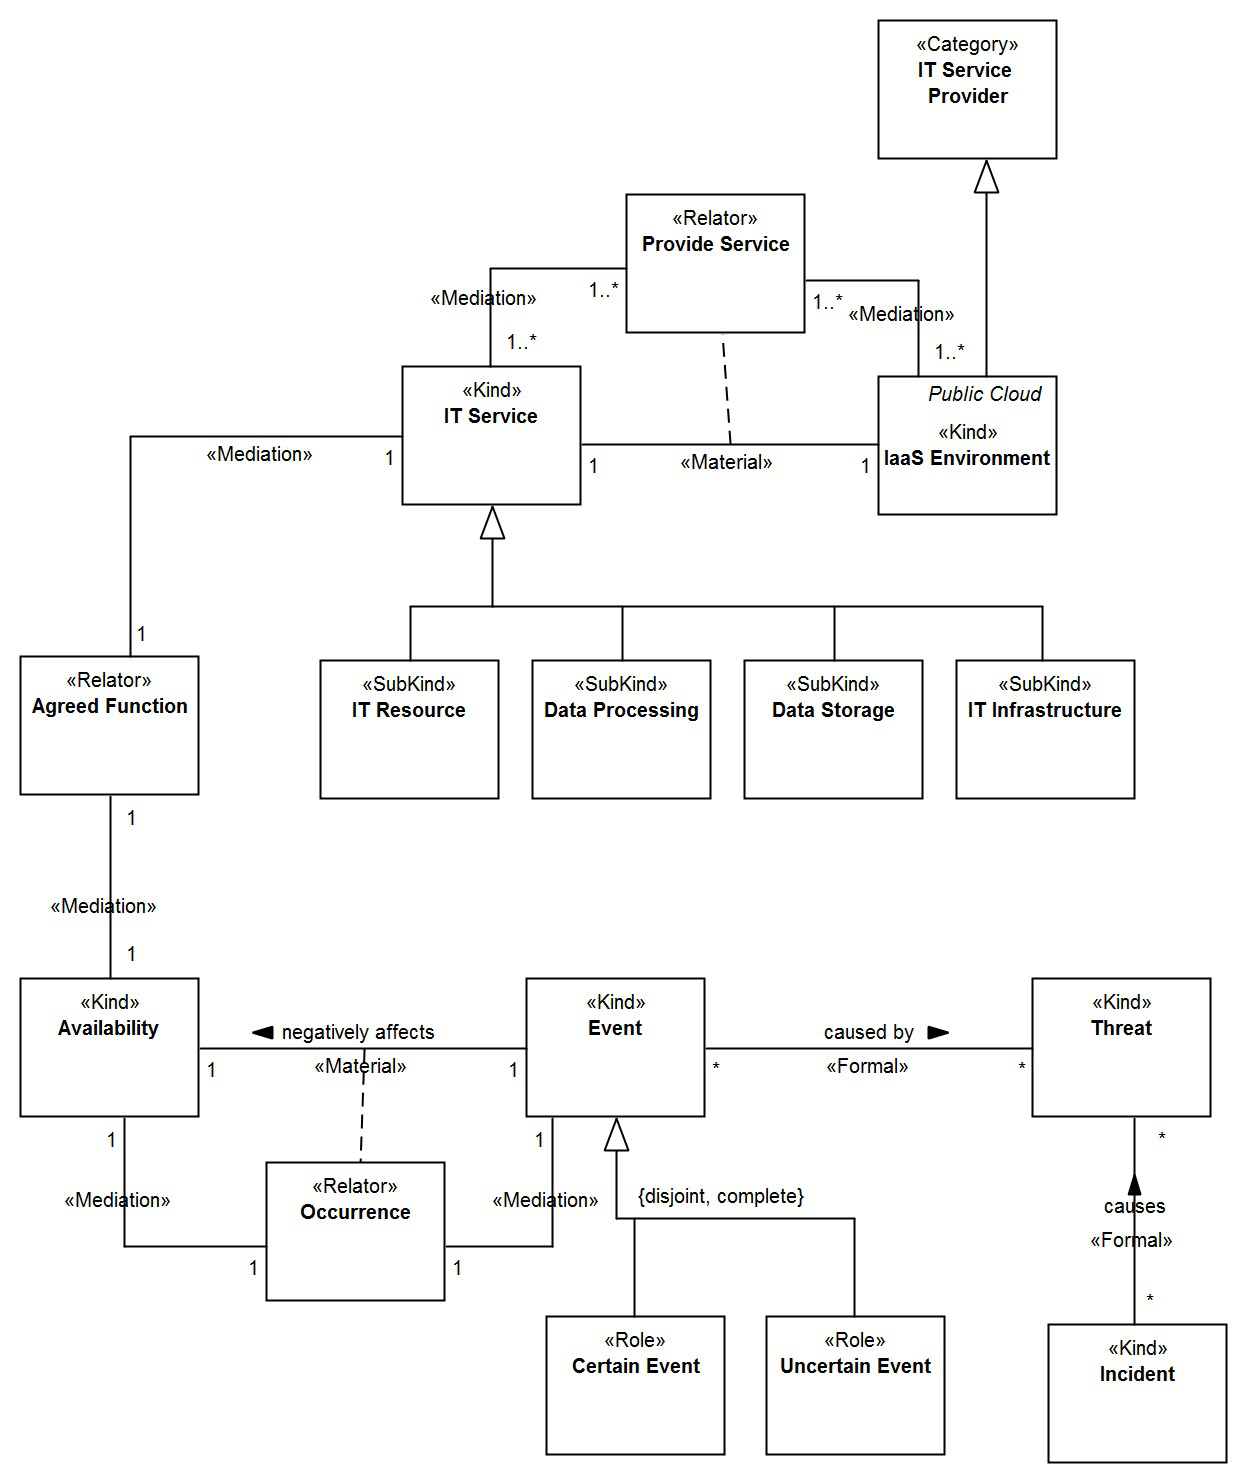 «Category»
IT Service
Provider
«Relator»
Provide Service
«Mediation»
1..*
1..*
1..*
«Mediation»
1..*
«Kind»
IT Service
Public Cloud
«Kind»
IaaS Environment
«Mediation»
1
1
«Material»
1
1
«Relator»
Agreed Function
«SubKind»
IT Resource
«SubKind»
Data Processing
«SubKind»
Data Storage
«SubKind»
IT Infrastructure
1
«Mediation»
1
«Kind»
Availability
negatively affects
«Material»
1
1
«Kind»
Event
caused by
«Formal»
*
*
«Kind»
Threat
1
«Mediation»
1
«Relator»
Occurrence
1
«Mediation»
1
{disjoint, complete}
*
causes
«Formal»
*
«Role»
Certain Event
«Role»
Uncertain Event
«Kind»
Incident